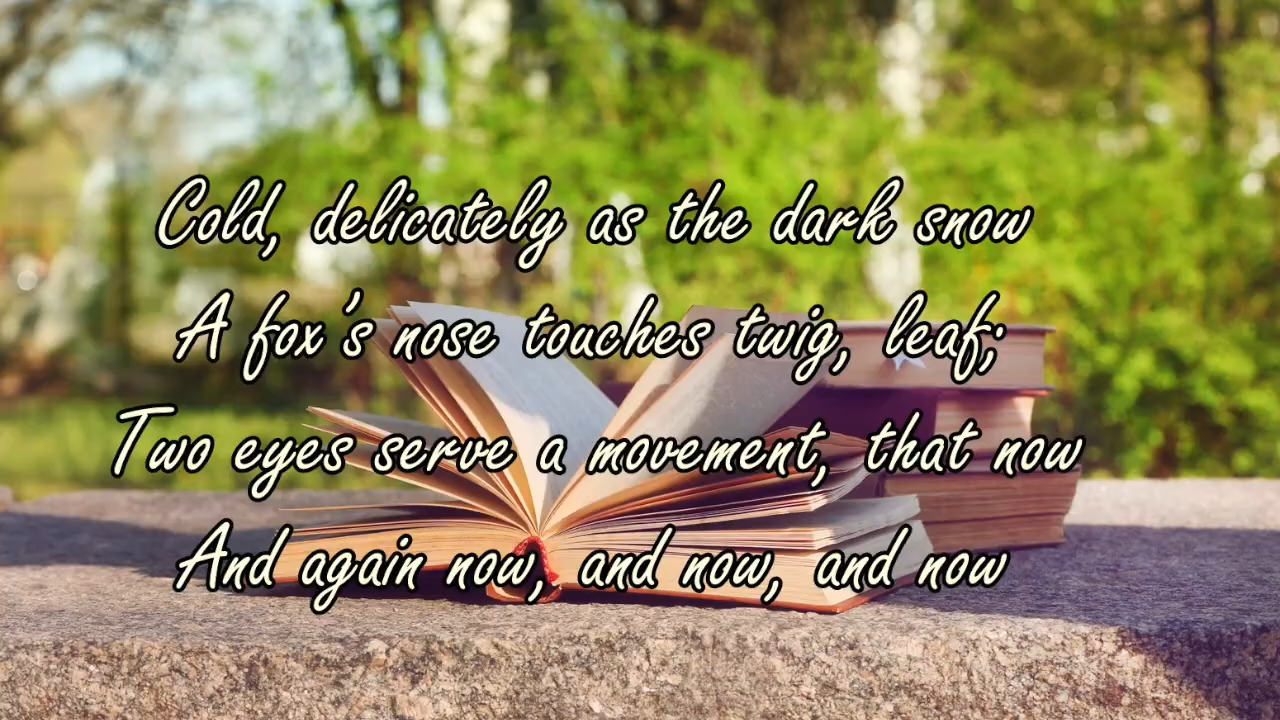 Cold, delicately as the dark snow
A fox's nose touches twig, leaf;
Two eyes serve a movement, that now
And again now, and now, and now